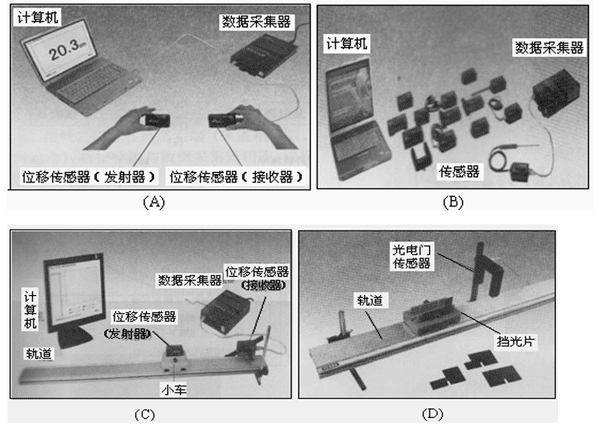 计算机
数据采集器
20.3
位移传感器(发射器)
位移传感器(接收器)
(A)
计算机
数据采集器
传感器
(B)
计算机
数据采集器
位移传感器
(接收器)
位移传感器
(发射器)
轨道
小车
(C)
光电门
传感器
轨道
挡光片
(D)